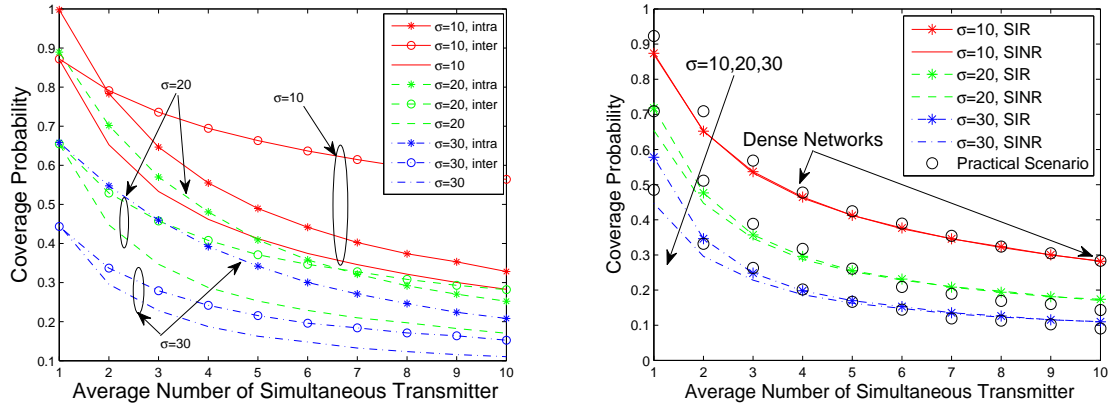 1
0.9
0.8
0.7
0.6
0.5
0.4
0.3
0.2
0.1
1 2 3 4 5 6 7 8 9 10
Coverage Probability
Average Number of Simultaneous Transmitter
σ=10, intra
σ=10, inter
σ=10
σ=20, intra
σ=20, inter
σ=20
σ=30, intra
σ=30, inter
σ=30
σ=20
σ=10
σ=30
1
0.9
0.8
0.7
0.6
0.5
0.4
0.3
0.2
0.1
0
1 2 3 4 5 6 7 8 9 10
Coverage Probability
Average Number of Simultaneous Transmitter
σ=10, SIR
σ=10, SINR
σ=20, SIR
σ=20, SINR
σ=30, SIR
σ=30, SINR
Practical Scenario
σ=10,20,30
Dense Networks